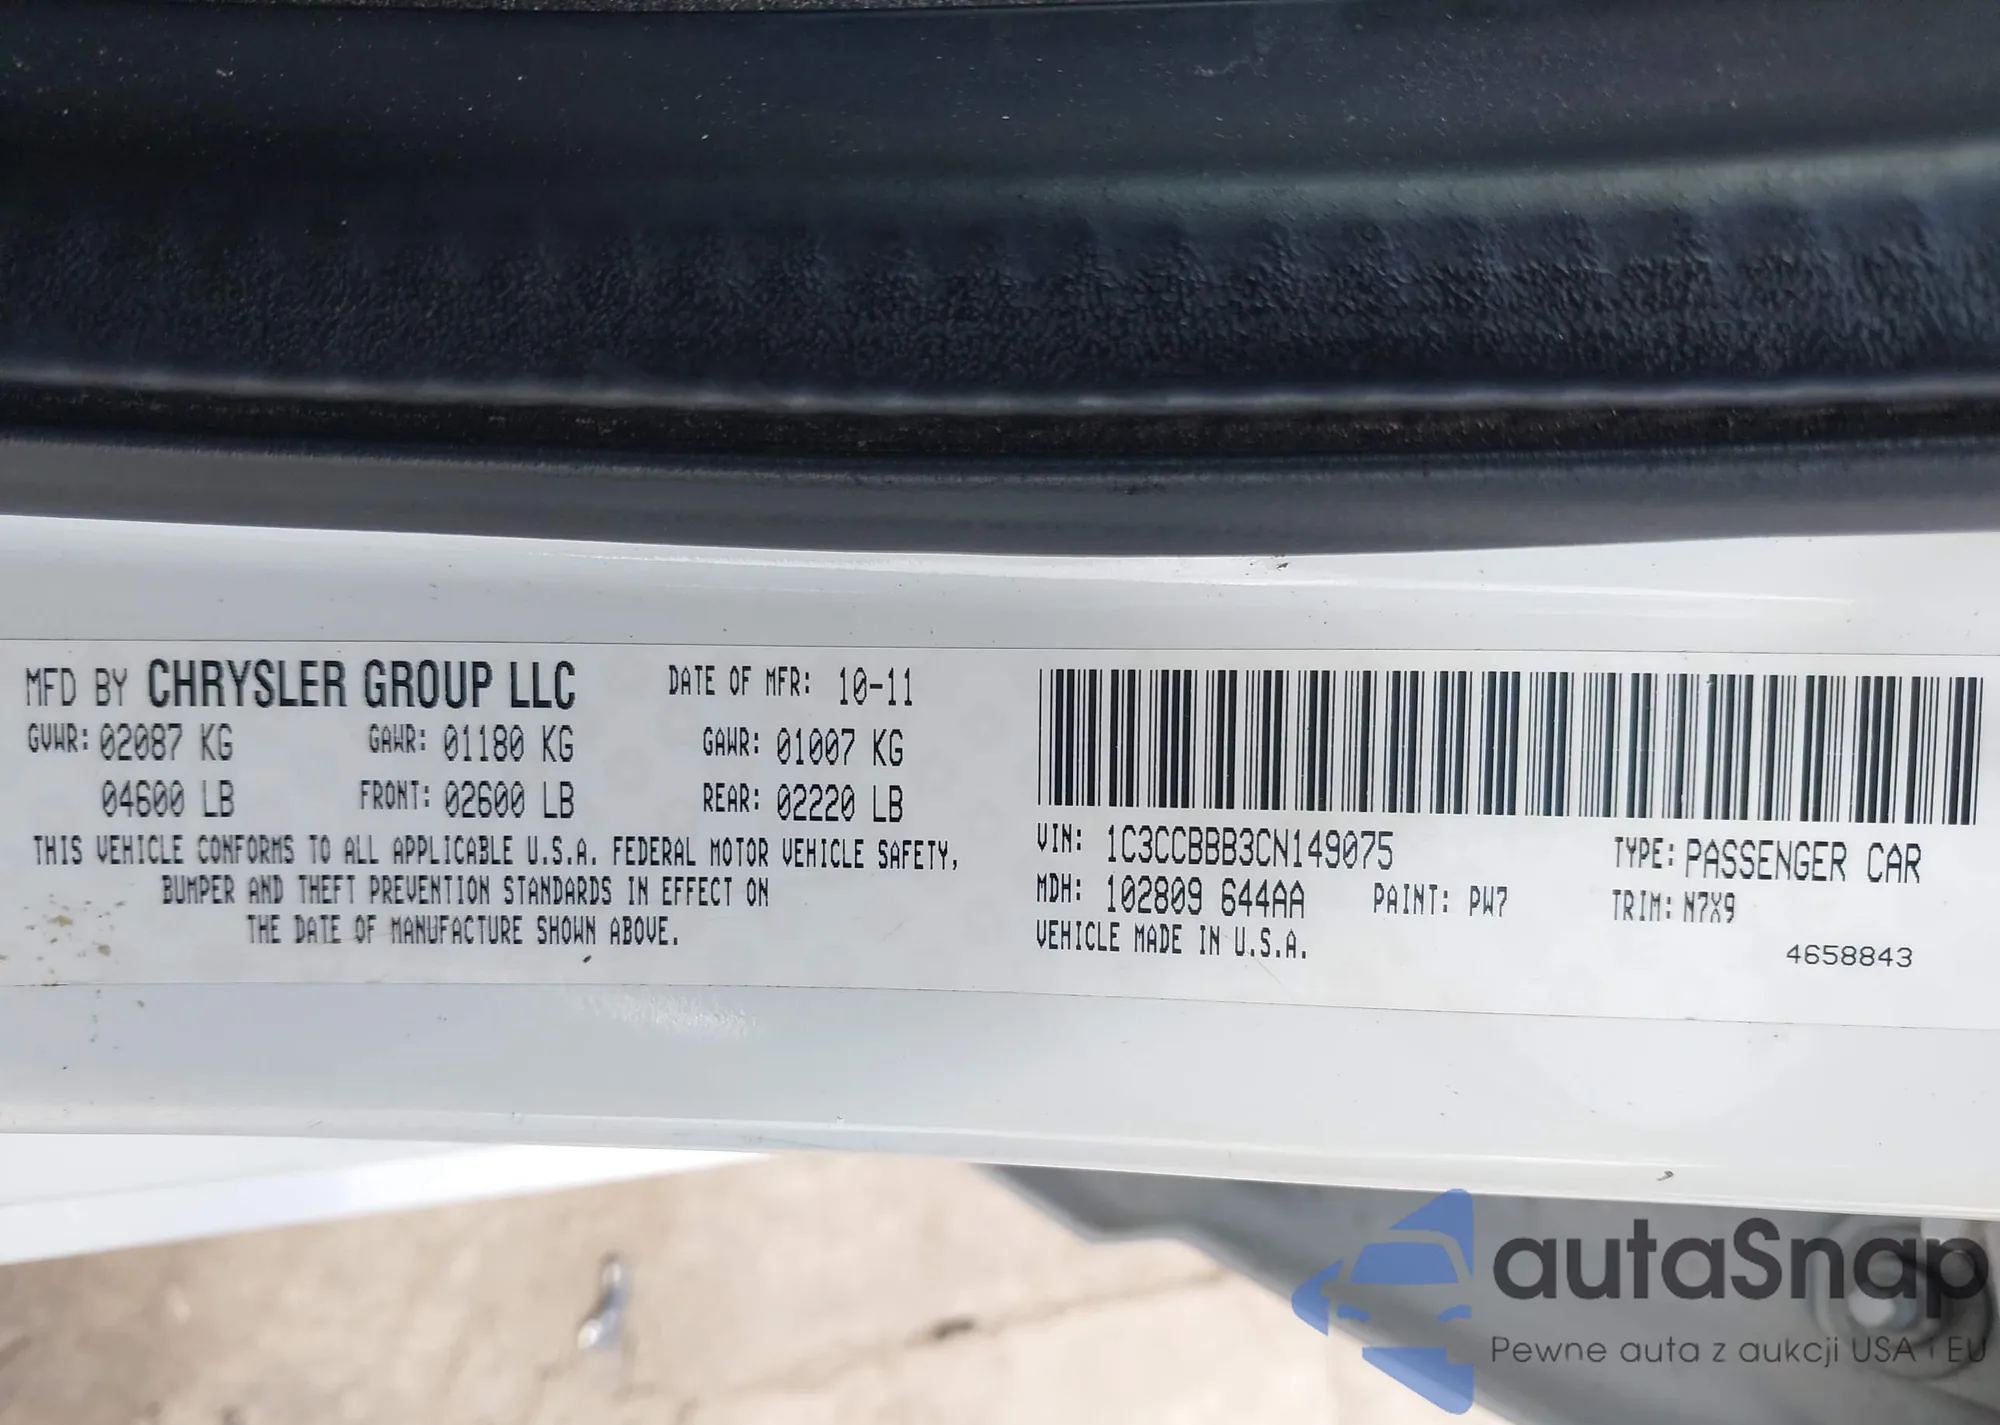 MFD BY CHRYSLER GROUP LLC DATE OF MFR: 10-11
GVWR: 02087 KG GAWR: 01180 KG GAWR: 01007 KG
04600 LB FRONT: 02600 LB REAR: 02220 LB
THIS VEHICLE CONFORMS TO ALL APPLICABLE U.S.A. FEDERAL MOTOR VEHICLE SAFETY,
BUMPER AND THEFT PREVENTION STANDARDS IN EFFECT ON
THE DATE OF MANUFACTURE SHOWN ABOVE.
VIN: 1C3CCBBB3CN149075 TYPE: PASSENGER CAR
MDH: 102809 644AA PAINT: PW7 TRIM: N7X9
VEHICLE MADE IN U.S.A. 4658843
autaSnap
Pewne auta z aukcji USA i EU